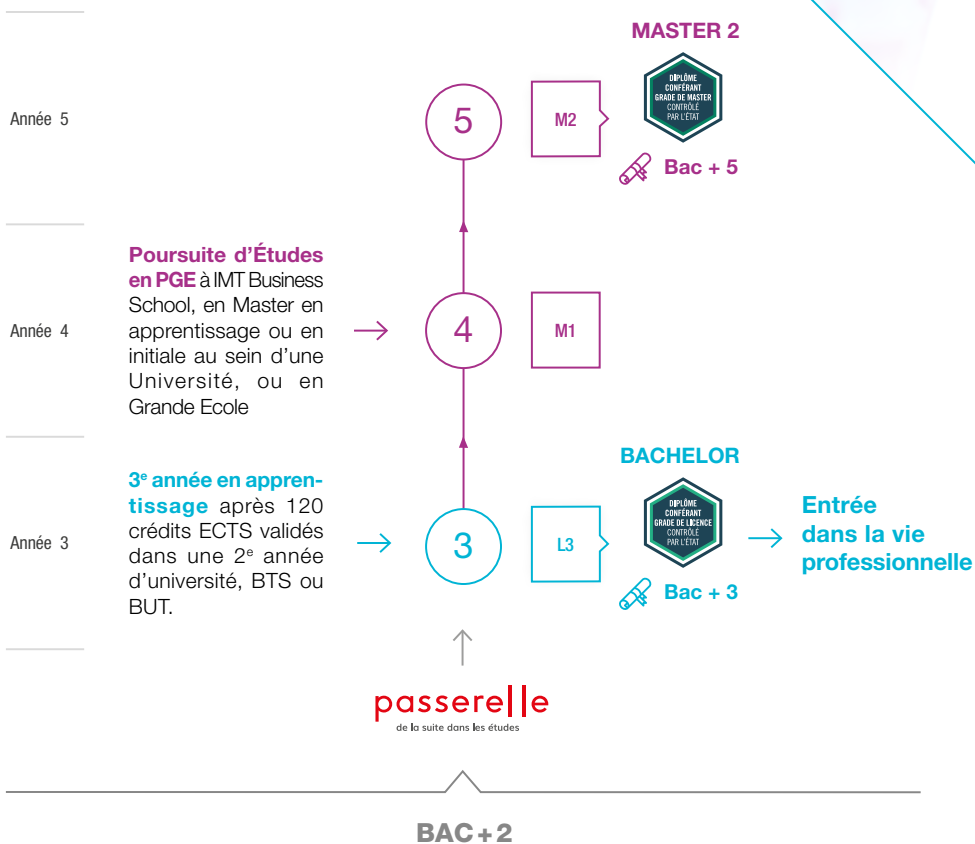 MASTER 2
DIPLÔME
CONFÉRANT
GRADE DE MASTER
CONTRÔLÉ
PAR L'ÉTAT
Année 5
5
M2
Bac + 5
Poursuite d'Études
en PGE à IMT Business
School, en Master en
apprentissage ou en
initiale au sein d'une
Université, ou en
Grande Ecole
Année 4
4
M1
BACHELOR
3e année en appren-
tissage après 120
crédits ECTS validés
dans une 2e année
d'université, BTS ou
BUT.
Année 3
3
L3
DIPLÔME
CONFÉRANT
GRADE DE LICENCE
CONTRÔLÉ
PAR L'ÉTAT
Bac + 3
Entrée
dans la vie
professionnelle
passerelle
de la suite dans les études
BAC + 2